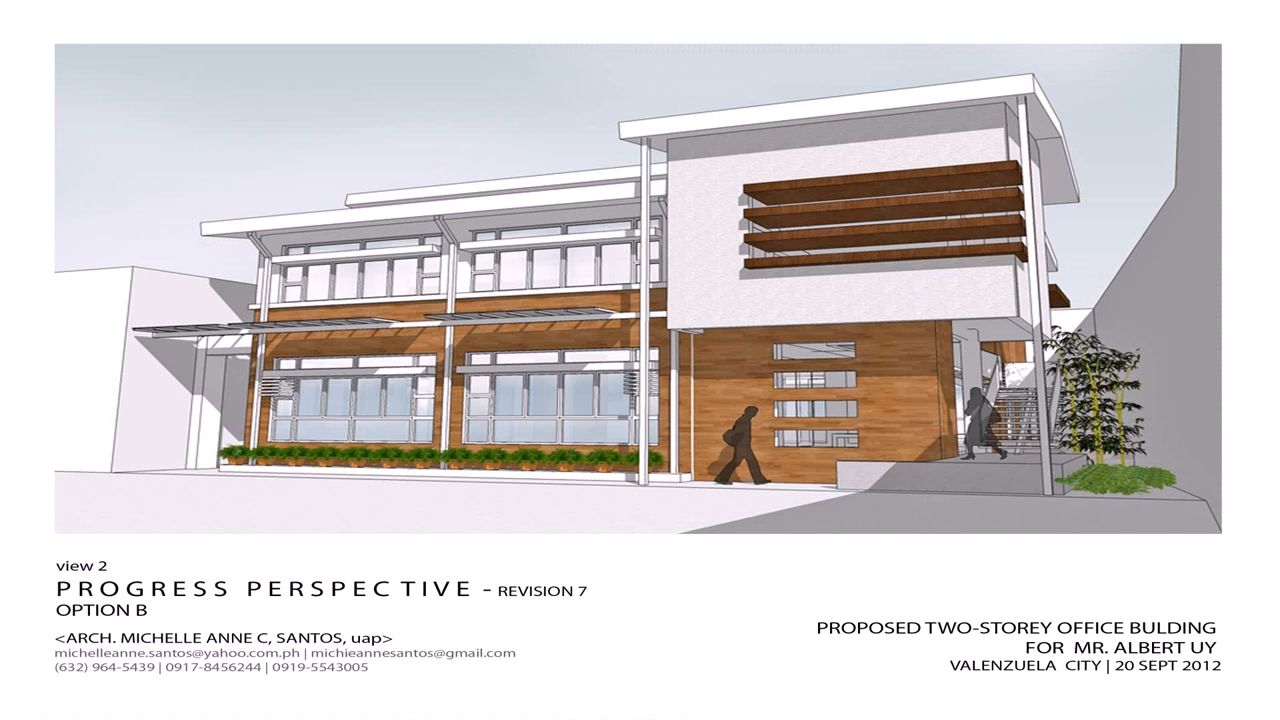 view 2
PROGRESS PERSPECTIVE - REVISION 7
OPTION B
<ARCH. MICHELLE ANNE C, SANTOS, uap>
michelleanne.santos@yahoo.com.ph | michieannesantos@gmail.com
(632) 964-5439 | 0917-8456244 | 0919-5543005
PROPOSED TWO-STOREY OFFICE BULDING
FOR MR. ALBERT UY
VALENZUELA CITY | 20 SEPT 2012